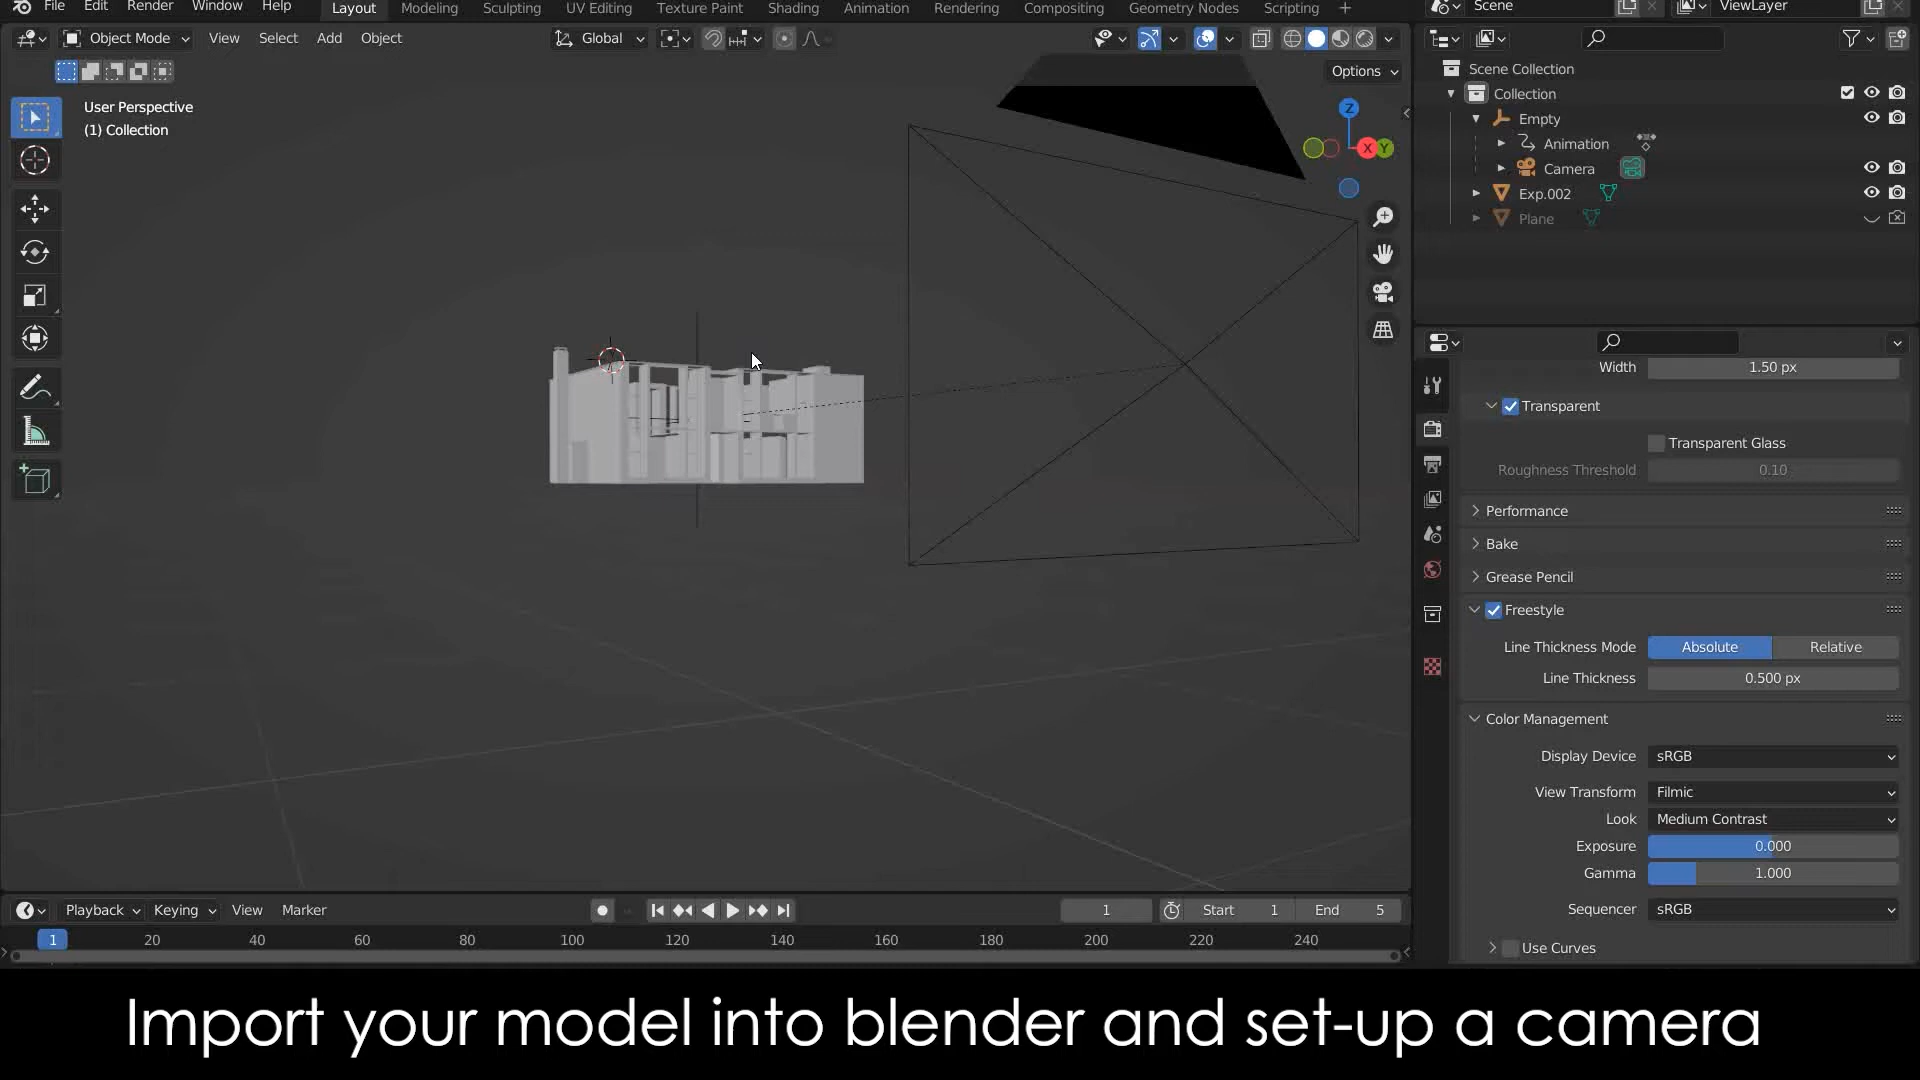 File Edit Render Window Help Layout Modeling Sculpting UV Editing Texture Paint Shading Animation Rendering Compositing Geometry Nodes Scripting + Scene ViewLayer
Object Mode View Select Add Object Global
Options
User Perspective
(1) Collection
Z
X Y
Scene Collection
Collection
Empty
Animation
Camera
Exp.002
Plane
Width 1.50 px
Transparent
Transparent Glass
Roughness Threshold 0.10
Performance
Bake
Grease Pencil
Freestyle
Line Thickness Mode Absolute Relative
Line Thickness 0.500 px
Color Management
Display Device sRGB
View Transform Filmic
Look Medium Contrast
Exposure 0.000
Gamma 1.000
Sequencer sRGB
Use Curves
Playback Keying View Marker 1 Start 1 End 5
1 20 40 60 80 100 120 140 160 180 200 220 240
Import your model into blender and set-up a camera